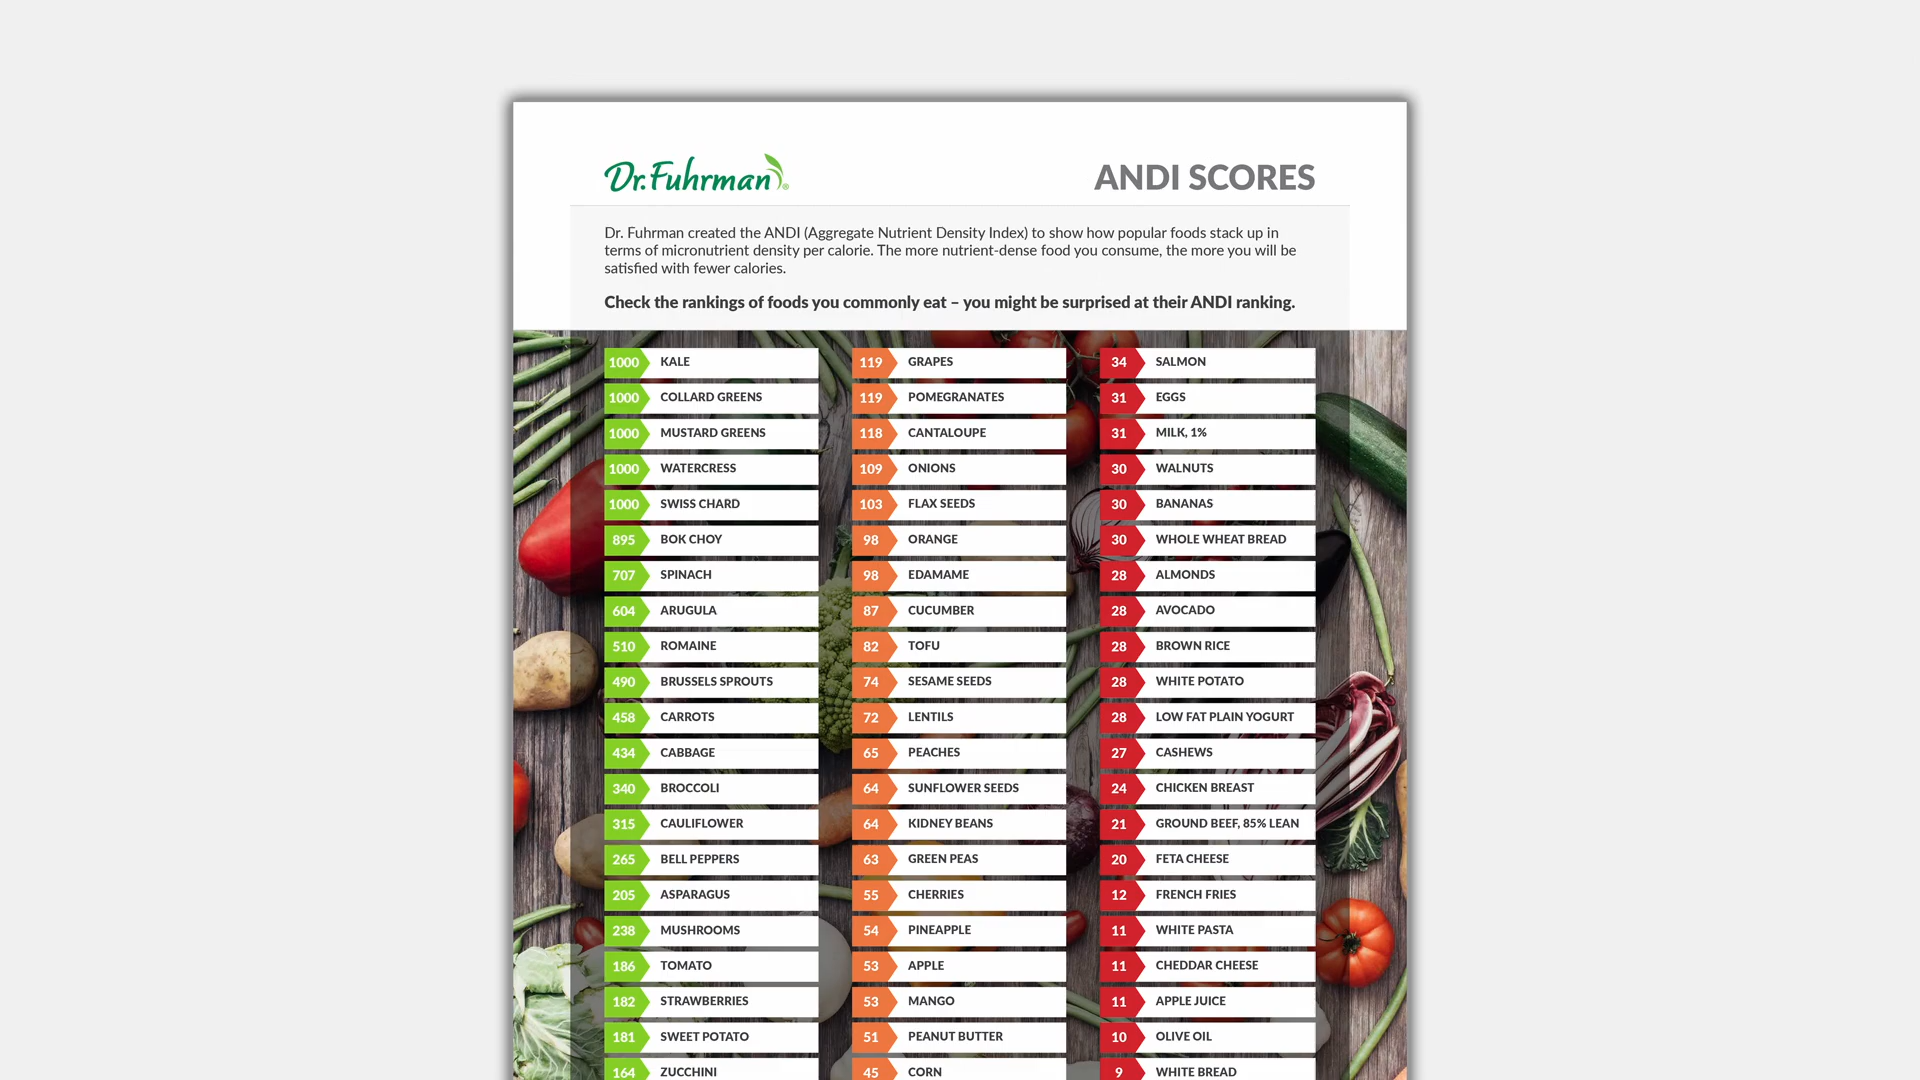 Dr. Fuhrman®
ANDI SCORES
Dr. Fuhrman created the ANDI (Aggregate Nutrient Density Index) to show how popular foods stack up in
terms of micronutrient density per calorie. The more nutrient-dense food you consume, the more you will be
satisfied with fewer calories.
Check the rankings of foods you commonly eat – you might be surprised at their ANDI ranking.
1000 KALE
1000 COLLARD GREENS
1000 MUSTARD GREENS
1000 WATERCRESS
1000 SWISS CHARD
895 BOK CHOY
707 SPINACH
604 ARUGULA
510 ROMAINE
490 BRUSSELS SPROUTS
458 CARROTS
434 CABBAGE
340 BROCCOLI
315 CAULIFLOWER
265 BELL PEPPERS
205 ASPARAGUS
238 MUSHROOMS
186 TOMATO
182 STRAWBERRIES
181 SWEET POTATO
164 ZUCCHINI
119 GRAPES
119 POMEGRANATES
118 CANTALOUPE
109 ONIONS
103 FLAX SEEDS
98 ORANGE
98 EDAMAME
87 CUCUMBER
82 TOFU
74 SESAME SEEDS
72 LENTILS
65 PEACHES
64 SUNFLOWER SEEDS
64 KIDNEY BEANS
63 GREEN PEAS
55 CHERRIES
54 PINEAPPLE
53 APPLE
53 MANGO
51 PEANUT BUTTER
45 CORN
34 SALMON
31 EGGS
31 MILK, 1%
30 WALNUTS
30 BANANAS
30 WHOLE WHEAT BREAD
28 ALMONDS
28 AVOCADO
28 BROWN RICE
28 WHITE POTATO
28 LOW FAT PLAIN YOGURT
27 CASHEWS
24 CHICKEN BREAST
21 GROUND BEEF, 85% LEAN
20 FETA CHEESE
12 FRENCH FRIES
11 WHITE PASTA
11 CHEDDAR CHEESE
11 APPLE JUICE
10 OLIVE OIL
9 WHITE BREAD